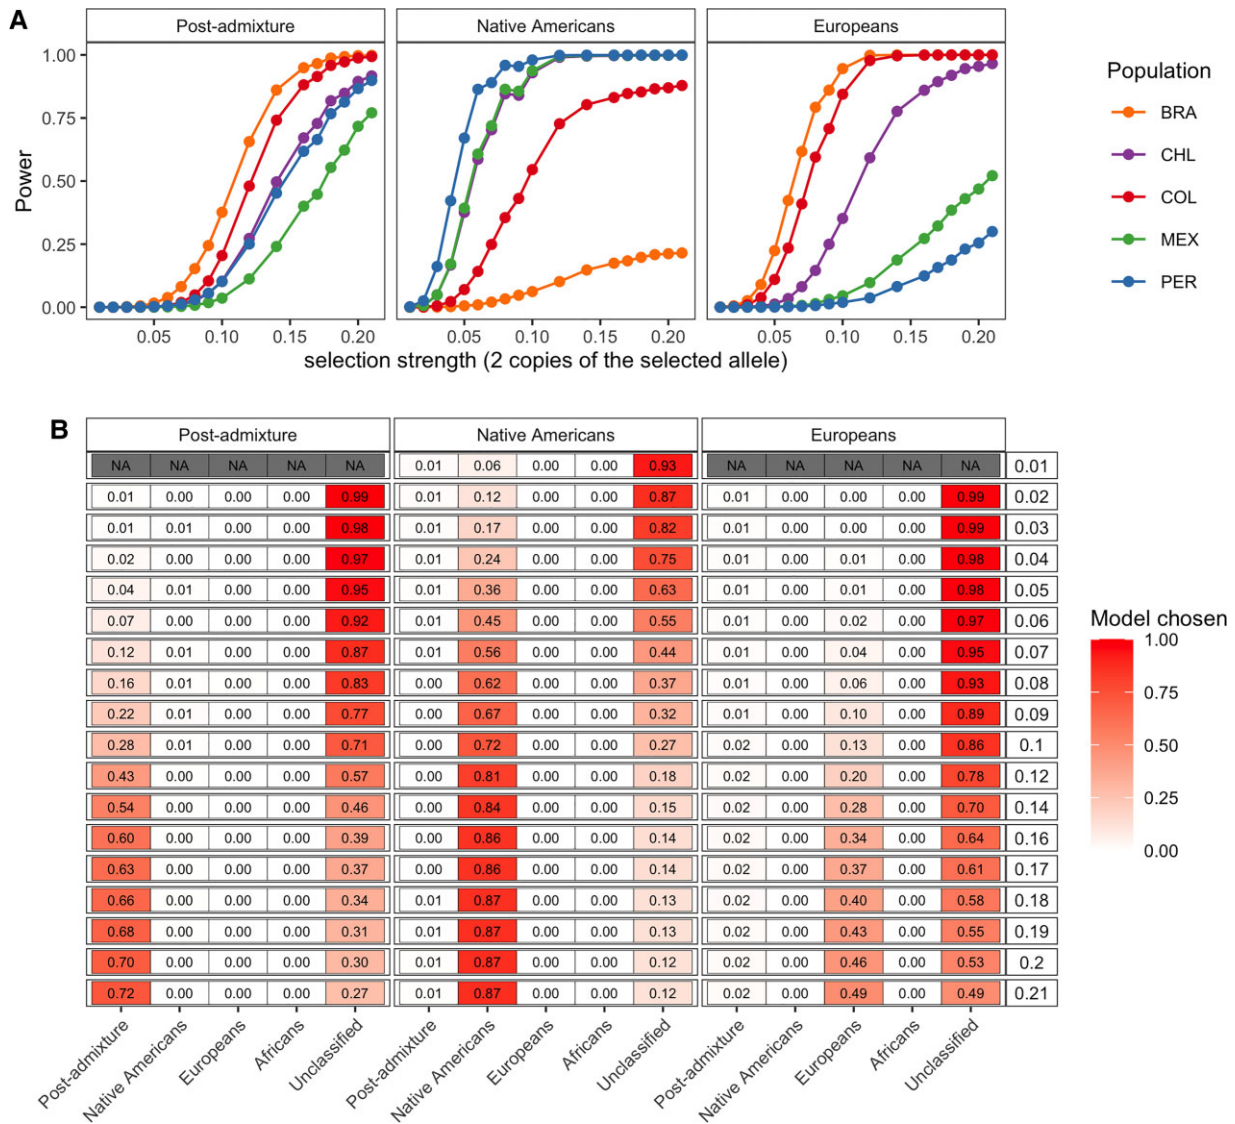 A
Post-admixture Native Americans Europeans
Power
1.00
0.75
0.50
0.25
0.00
0.05 0.10 0.15 0.20 0.05 0.10 0.15 0.20 0.05 0.10 0.15 0.20
selection strength (2 copies of the selected allele)
Population
BRA
CHL
COL
MEX
PER
B
Post-admixture Native Americans Europeans
NA NA NA NA NA 0.01 0.06 0.00 0.00 0.93 NA NA NA NA NA 0.01
0.01 0.00 0.00 0.00 0.99 0.01 0.12 0.00 0.00 0.87 0.01 0.00 0.00 0.00 0.99 0.02
0.01 0.01 0.00 0.00 0.98 0.01 0.17 0.00 0.00 0.82 0.01 0.00 0.00 0.00 0.99 0.03
0.02 0.00 0.00 0.00 0.97 0.01 0.24 0.00 0.00 0.75 0.01 0.00 0.01 0.00 0.98 0.04
0.04 0.01 0.00 0.00 0.95 0.01 0.36 0.00 0.00 0.63 0.01 0.00 0.01 0.00 0.98 0.05
0.07 0.00 0.00 0.00 0.92 0.01 0.45 0.00 0.00 0.55 0.01 0.00 0.02 0.00 0.97 0.06
0.12 0.01 0.00 0.00 0.87 0.01 0.56 0.00 0.00 0.44 0.01 0.00 0.04 0.00 0.95 0.07
0.16 0.01 0.00 0.00 0.83 0.00 0.62 0.00 0.00 0.37 0.01 0.00 0.06 0.00 0.93 0.08
0.22 0.01 0.00 0.00 0.77 0.00 0.67 0.00 0.00 0.32 0.01 0.00 0.10 0.00 0.89 0.09
0.28 0.01 0.00 0.00 0.71 0.00 0.72 0.00 0.00 0.27 0.02 0.00 0.13 0.00 0.86 0.1
0.43 0.00 0.00 0.00 0.57 0.00 0.81 0.00 0.00 0.18 0.02 0.00 0.20 0.00 0.78 0.12
0.54 0.00 0.00 0.00 0.46 0.00 0.84 0.00 0.00 0.15 0.02 0.00 0.28 0.00 0.70 0.14
0.60 0.00 0.00 0.00 0.39 0.00 0.86 0.00 0.00 0.14 0.02 0.00 0.34 0.00 0.64 0.16
0.63 0.00 0.00 0.00 0.37 0.00 0.86 0.00 0.00 0.14 0.02 0.00 0.37 0.00 0.61 0.17
0.66 0.00 0.00 0.00 0.34 0.00 0.87 0.00 0.00 0.13 0.02 0.00 0.40 0.00 0.58 0.18
0.68 0.00 0.00 0.00 0.31 0.01 0.87 0.00 0.00 0.13 0.02 0.00 0.43 0.00 0.55 0.19
0.70 0.00 0.00 0.00 0.30 0.01 0.87 0.00 0.00 0.12 0.02 0.00 0.46 0.00 0.53 0.2
0.72 0.00 0.00 0.00 0.27 0.01 0.87 0.00 0.00 0.12 0.02 0.00 0.49 0.00 0.49 0.21
Post-admixture Native Americans Europeans Africans Unclassified Post-admixture Native Americans Europeans Africans Unclassified Post-admixture Native Americans Europeans Africans Unclassified
Model chosen
1.00
0.75
0.50
0.25
0.00